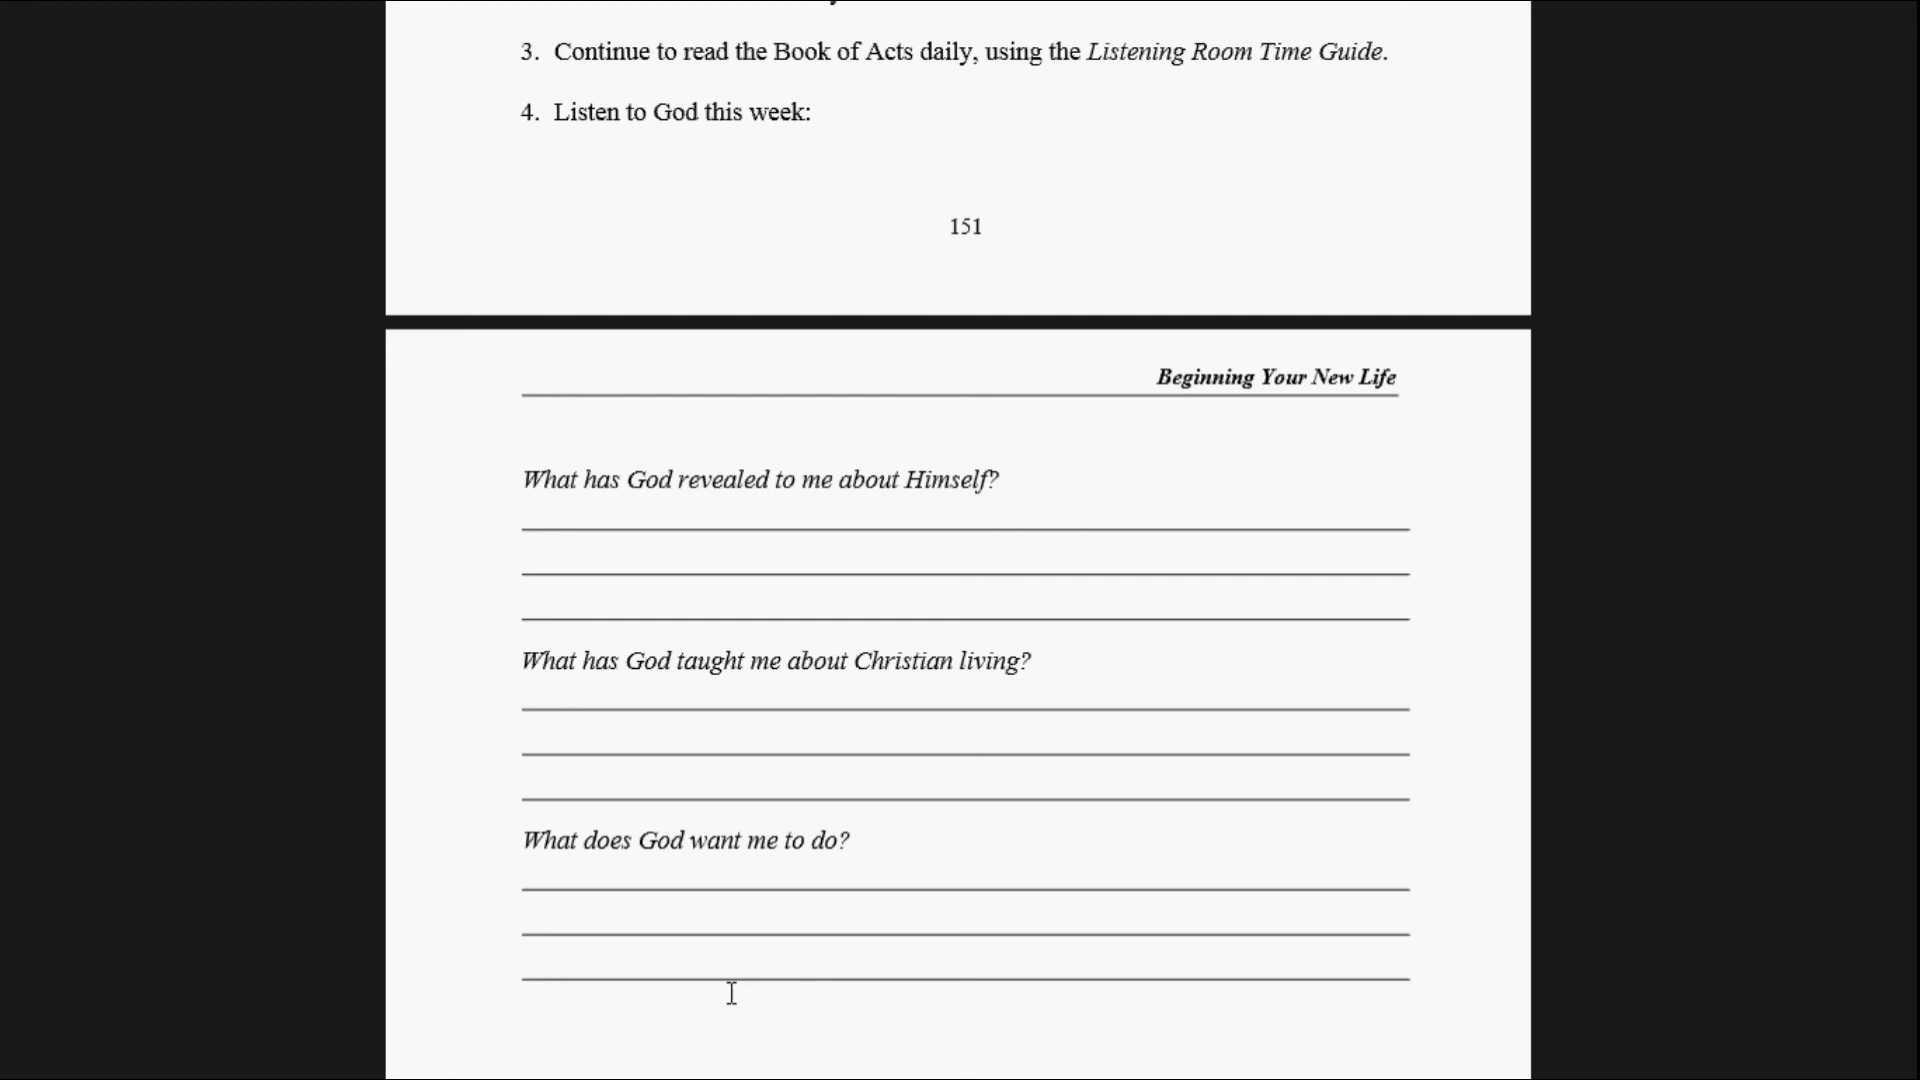 3. Continue to read the Book of Acts daily, using the Listening Room Time Guide.
4. Listen to God this week:
151
Beginning Your New Life
What has God revealed to me about Himself?
What has God taught me about Christian living?
What does God want me to do?